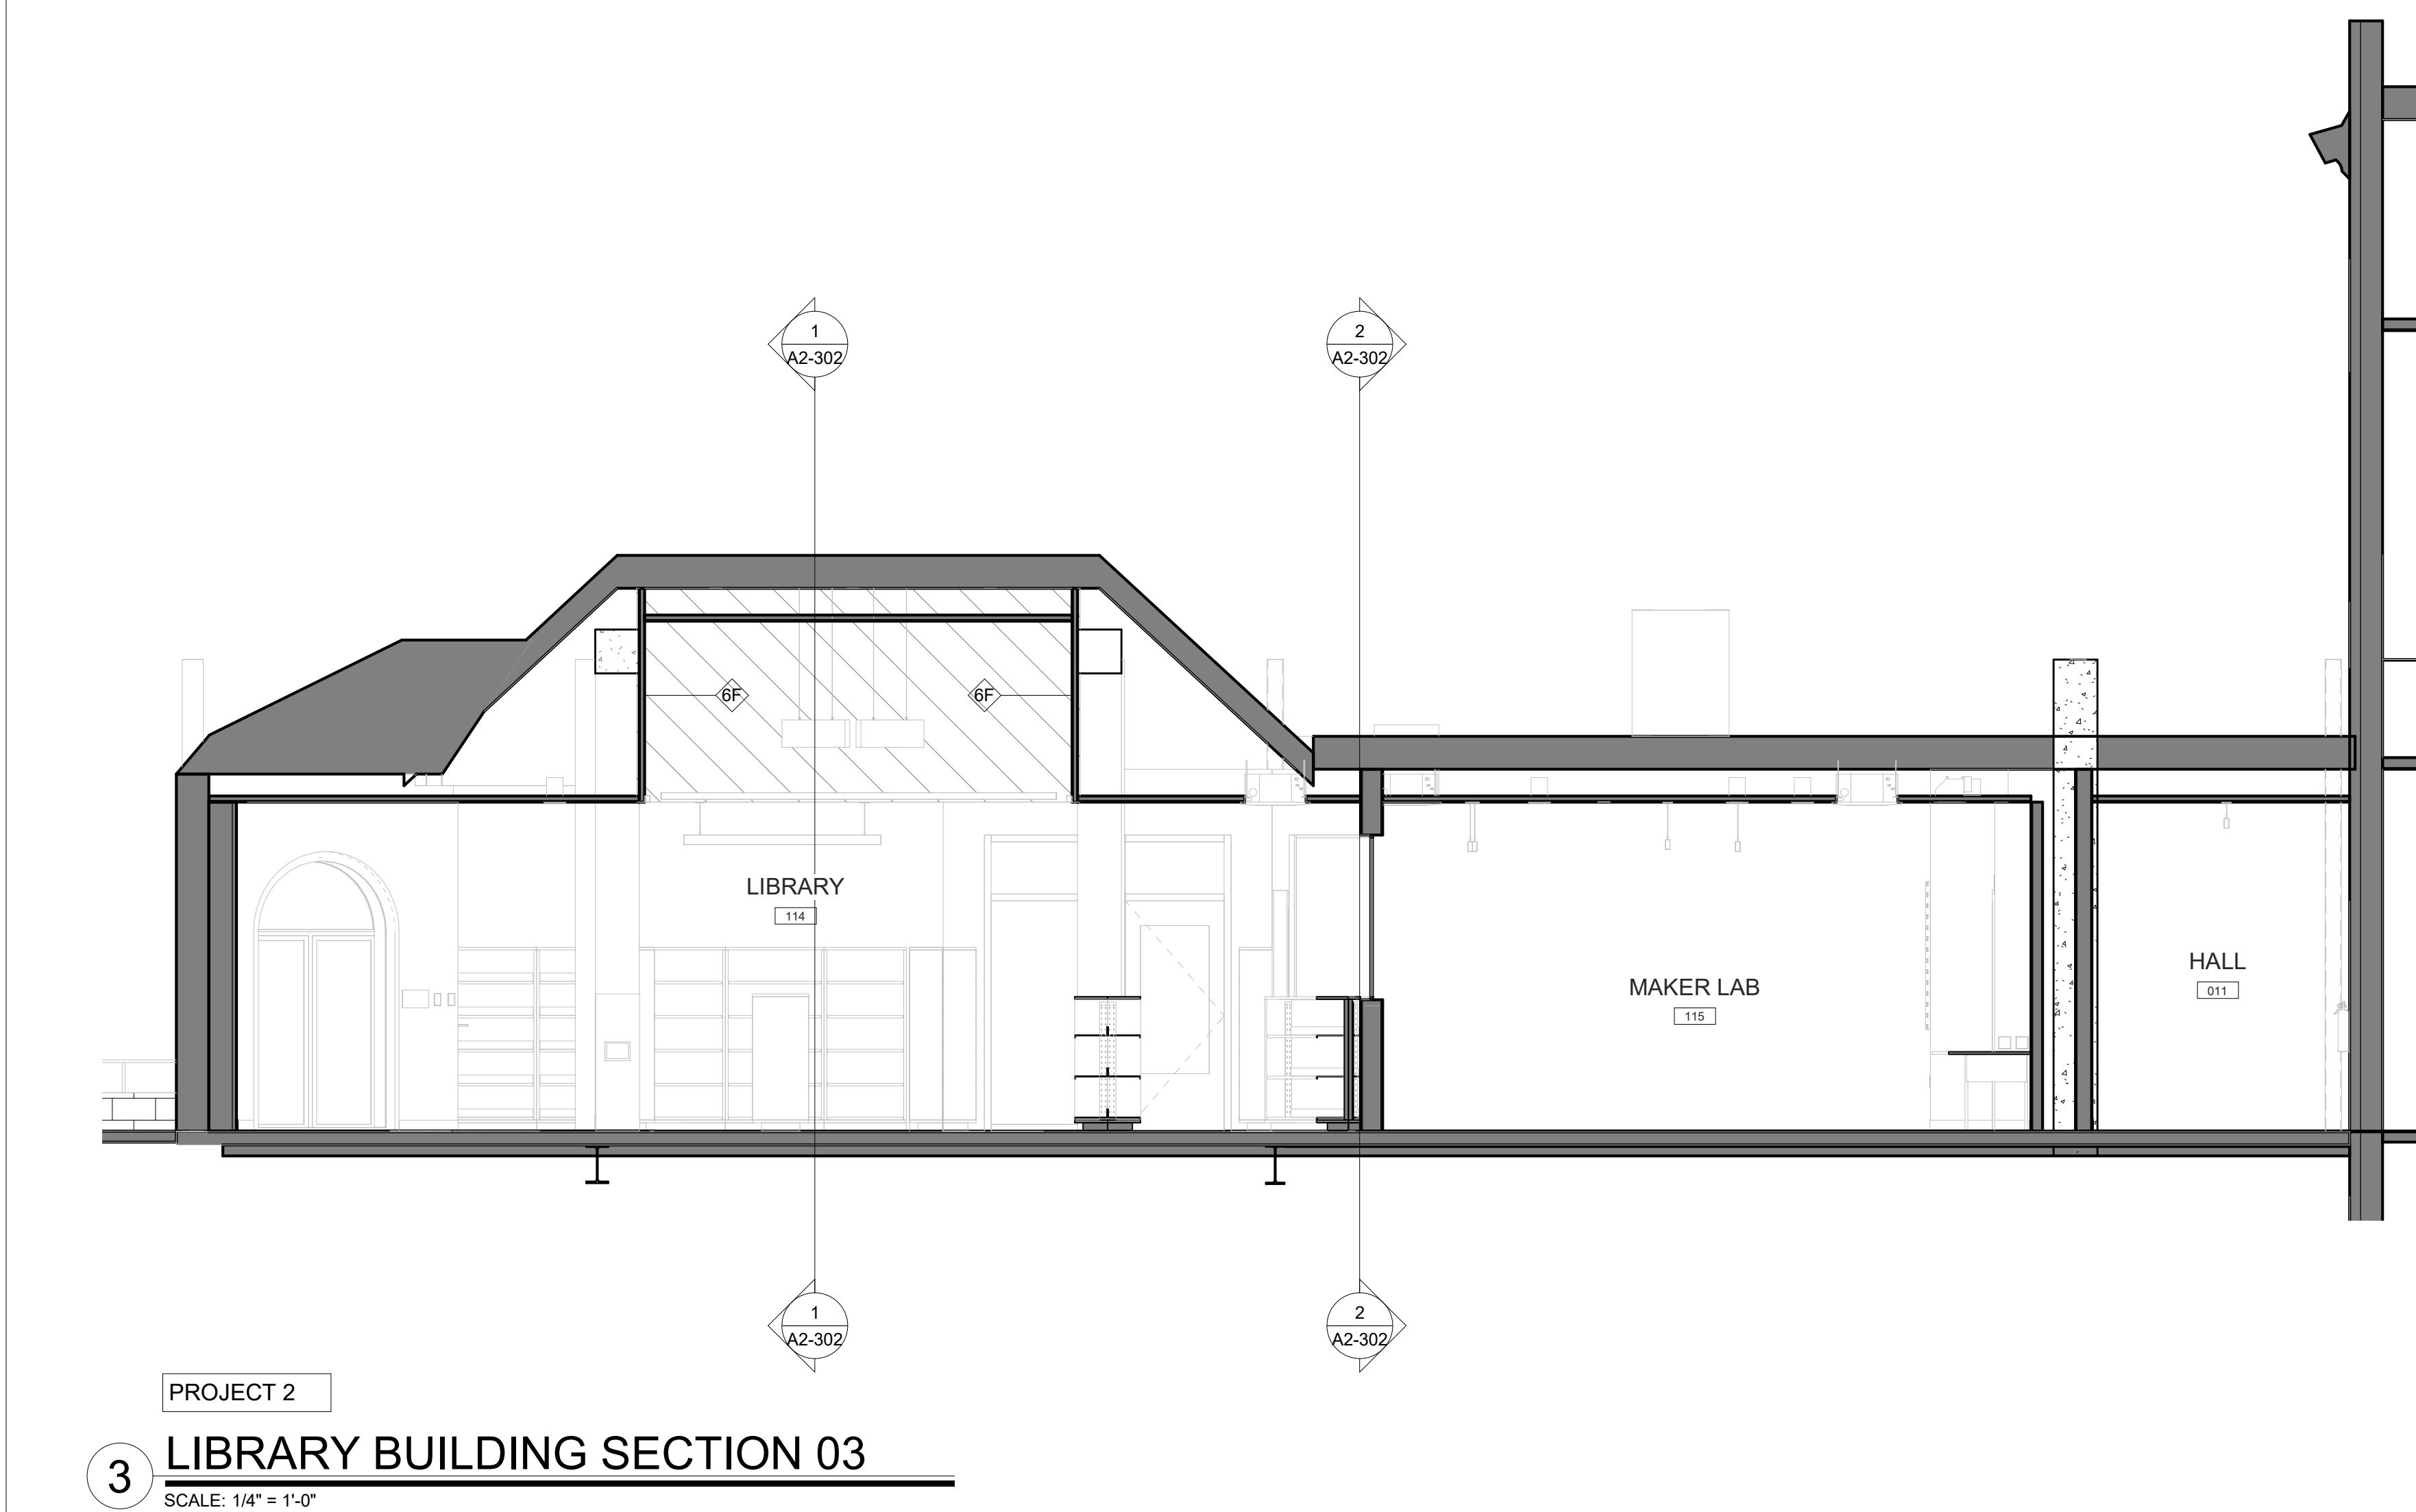 1
A2-302
2
A2-302
6F
6F
LIBRARY
114
MAKER LAB
115
HALL
011
1
A2-302
2
A2-302
PROJECT 2
3
LIBRARY BUILDING SECTION 03
SCALE: 1/4" = 1'-0"